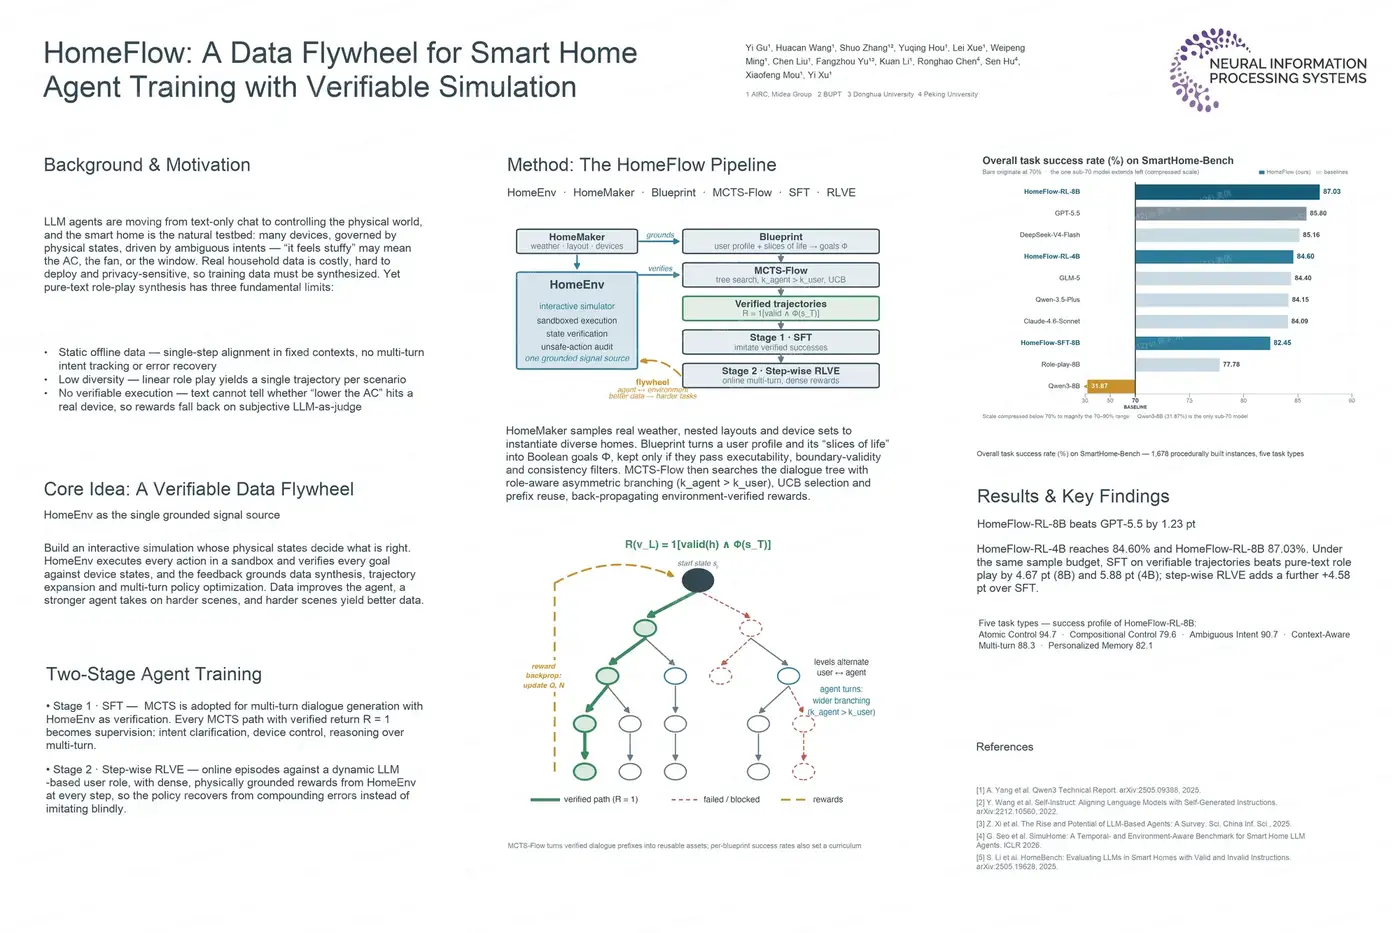 HomeFlow: A Data Flywheel for Smart Home
Agent Training with Verifiable Simulation
Yi Gu¹, Huacan Wang¹, Shuo Zhang¹², Yuqing Hou¹, Lei Xue¹, Weipeng
Ming¹, Chen Liu¹, Fangzhou Yu¹³, Kuan Li¹, Ronghao Chen⁴, Sen Hu⁴,
Xiaofeng Mou¹, Yi Xu¹
1 AIRC, Midea Group 2 BUPT 3 Donghua University 4 Peking University
NEURAL INFORMATION
PROCESSING SYSTEMS
Background & Motivation
LLM agents are moving from text-only chat to controlling the physical world,
and the smart home is the natural testbed: many devices, governed by
physical states, driven by ambiguous intents — “it feels stuffy” may mean
the AC, the fan, or the window. Real household data is costly, hard to
deploy and privacy-sensitive, so training data must be synthesized. Yet
pure-text role-play synthesis has three fundamental limits:
• Static offline data — single-step alignment in fixed contexts, no multi-turn
intent tracking or error recovery
• Low diversity — linear role play yields a single trajectory per scenario
• No verifiable execution — text cannot tell whether “lower the AC” hits a
real device, so rewards fall back on subjective LLM-as-judge
Core Idea: A Verifiable Data Flywheel
HomeEnv as the single grounded signal source
Build an interactive simulation whose physical states decide what is right.
HomeEnv executes every action in a sandbox and verifies every goal
against device states, and the feedback grounds data synthesis, trajectory
expansion and multi-turn policy optimization. Data improves the agent, a
stronger agent takes on harder scenes, and harder scenes yield better data.
Two-Stage Agent Training
• Stage 1 · SFT — MCTS is adopted for multi-turn dialogue generation with
HomeEnv as verification. Every MCTS path with verified return R = 1
becomes supervision: intent clarification, device control, reasoning over
multi-turn.
• Stage 2 · Step-wise RLVE — online episodes against a dynamic LLM
-based user role, with dense, physically grounded rewards from HomeEnv
at every step, so the policy recovers from compounding errors instead of
imitating blindly.
Method: The HomeFlow Pipeline
HomeEnv · HomeMaker · Blueprint · MCTS-Flow · SFT · RLVE
HomeMaker
weather · layout · devices
grounds
Blueprint
user profile + slices of life → goals Φ
verifies
MCTS-Flow
tree search, k_agent > k_user, UCB
HomeEnv
interactive simulator
sandboxed execution
state verification
unsafe-action audit
one grounded signal source
Verified trajectories
R = 1[valid ∧ Φ(s_T)]
Stage 1 · SFT
imitate verified successes
Stage 2 · Step-wise RLVE
online multi-turn, dense rewards
flywheel
agent ↔ environment
better data → harder tasks
HomeMaker samples real weather, nested layouts and device sets to
instantiate diverse homes. Blueprint turns a user profile and its “slices of life”
into Boolean goals Φ, kept only if they pass executability, boundary-validity
and consistency filters. MCTS-Flow then searches the dialogue tree with
role-aware asymmetric branching (k_agent > k_user), UCB selection and
prefix reuse, back-propagating environment-verified rewards.
R(v_L) = 1[valid(h) ∧ Φ(s_T)]
start state s
reward
backprop:
update Q, N
levels alternate
user ↔ agent
agent turns:
wider branching
(k_agent > k_user)
verified path (R = 1)
failed / blocked
rewards
MCTS-Flow turns verified dialogue prefixes into reusable assets; per-blueprint success rates also set a curriculum
Overall task success rate (%) on SmartHome-Bench
Bars originate at 70% · the one sub-70 model extends left (compressed scale)
HomeFlow (ours)
baselines
HomeFlow-RL-8B 87.03
GPT-5.5 85.80
DeepSeek-V4-Flash 85.16
HomeFlow-RL-4B 84.60
GLM-5 84.40
Qwen-3.5-Plus 84.15
Claude-4.6-Sonnet 84.09
HomeFlow-SFT-8B 82.45
Role-play-8B 77.78
Qwen3-8B 31.87
30 50 70 75 80 85 90
BASELINE
Scale compressed below 70% to magnify the 70–90% range · Qwen3-8B (31.87%) is the only sub-70 model
Overall task success rate (%) on SmartHome-Bench — 1,678 procedurally built instances, five task types
Results & Key Findings
HomeFlow-RL-8B beats GPT-5.5 by 1.23 pt
HomeFlow-RL-4B reaches 84.60% and HomeFlow-RL-8B 87.03%. Under
the same sample budget, SFT on verifiable trajectories beats pure-text role
play by 4.67 pt (8B) and 5.88 pt (4B); step-wise RLVE adds a further +4.58
pt over SFT.
Five task types — success profile of HomeFlow-RL-8B:
Atomic Control 94.7 · Compositional Control 79.6 · Ambiguous Intent 90.7 · Context-Aware
Multi-turn 88.3 · Personalized Memory 82.1
References
[1] A. Yang et al. Qwen3 Technical Report. arXiv:2505.09388, 2025.
[2] Y. Wang et al. Self-Instruct: Aligning Language Models with Self-Generated Instructions.
arXiv:2212.10560, 2022.
[3] Z. Xi et al. The Rise and Potential of LLM-Based Agents: A Survey. Sci. China Inf. Sci., 2025.
[4] G. Seo et al. SimuHome: A Temporal- and Environment-Aware Benchmark for Smart Home LLM
Agents. ICLR 2026.
[5] S. Li et al. HomeBench: Evaluating LLMs in Smart Homes with Valid and Invalid Instructions.
arXiv:2505.19628, 2025.